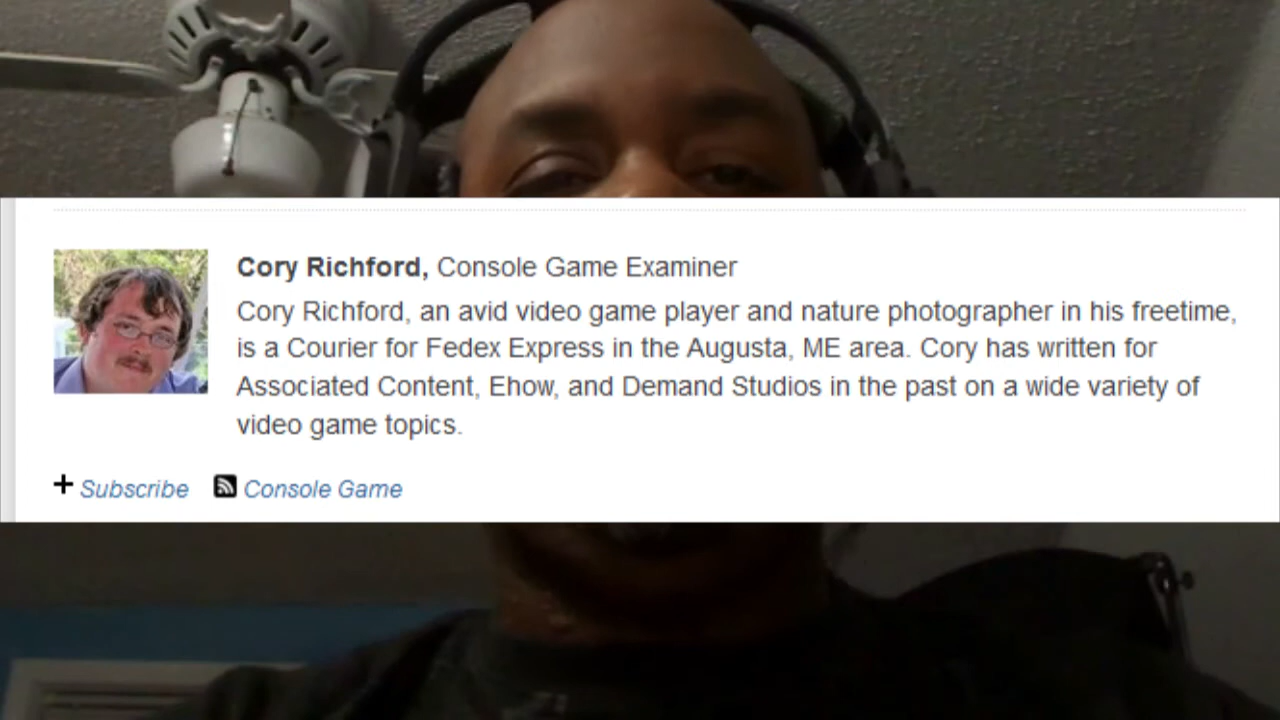 Cory Richford, Console Game Examiner
Cory Richford, an avid video game player and nature photographer in his freetime,
is a Courier for Fedex Express in the Augusta, ME area. Cory has written for
Associated Content, Ehow, and Demand Studios in the past on a wide variety of
video game topics.
+ Subscribe Console Game